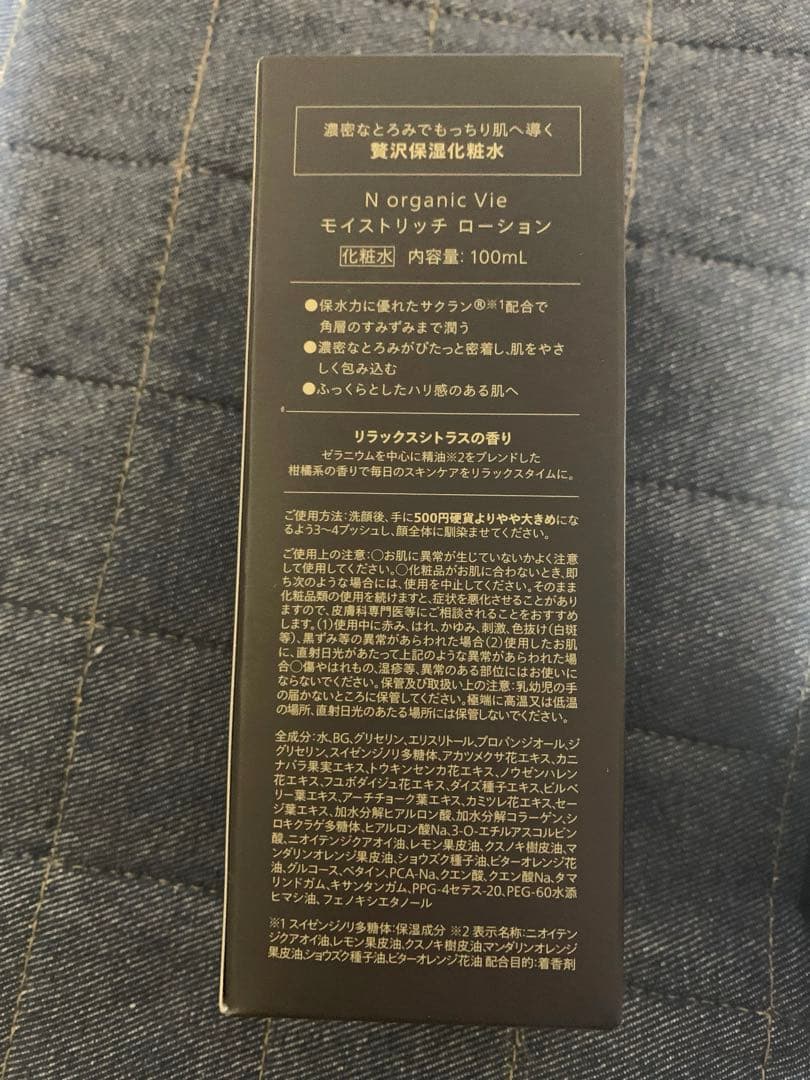 濃密なとろみでもっちり肌へ導く
贅沢保湿化粧水
N organic Vie
モイストリッチ ローション
化粧水 内容量: 100mL
●保水力に優れたサクラン®※1配合で
角層のすみずみまで潤う
●濃密なとろみがぴたっと密着し、肌をやさ
しく包み込む
●ふっくらとしたハリ感のある肌へ
リラックスシトラスの香り
ゼラニウムを中心に精油※2をブレンドした
柑橘系の香りで毎日のスキンケアをリラックスタイムに。
ご使用方法:洗顔後、手に500円硬貨よりやや大きめにな
るよう3〜4プッシュし、顔全体に馴染ませてください。
ご使用上の注意:○お肌に異常が生じていないかよく注意
して使用してください。○化粧品がお肌に合わないとき、即
ち次のような場合には、使用を中止してください。そのまま
化粧品類の使用を続けますと、症状を悪化させることがあり
ますので、皮膚科専門医等にご相談されることをおすすめ
します。(1)使用中に赤み、はれ、かゆみ、刺激、色抜け(白斑
等)、黒ずみ等の異常があらわれた場合(2)使用したお肌
に、直射日光があたって上記のような異常があらわれた場
合○傷やはれもの、湿疹等、異常のある部位にはお使いに
ならないでください。保管及び取扱い上の注意:乳幼児の手
の届かないところに保管してください。極端に高温又は低温
の場所、直射日光のあたる場所には保管しないでください。
全成分:水、BG、グリセリン、エリスリトール、プロパンジオール、ジ
グリセリン、スイゼンジノリ多糖体、アカツメクサ花エキス、カニ
ナバラ果実エキス、トウキンセンカ花エキス、ノウゼンハレン
花エキス、フユボダイジュ花エキス、ダイズ種子エキス、ビルベ
リー葉エキス、アーチチョーク葉エキス、カミツレ花エキス、セー
ジ葉エキス、加水分解ヒアルロン酸、加水分解コラーゲン、シ
ロキクラゲ多糖体、ヒアルロン酸Na、3-O-エチルアスコルビン
酸、ニオイテンジクアオイ油、レモン果皮油、クスノキ樹皮油、マ
ンダリンオレンジ果皮油、ショウズク種子油、ビターオレンジ花
油、グルコース、ベタイン、PCA-Na、クエン酸、クエン酸Na、タマ
リンドガム、キサンタンガム、PPG-4セテス-20、PEG-60水添
ヒマシ油、フェノキシエタノール
※1 スイゼンジノリ多糖体:保湿成分 ※2 表示名称:ニオイテン
ジクアオイ油、レモン果皮油、クスノキ樹皮油、マンダリンオレンジ
果皮油、ショウズク種子油、ビターオレンジ花油 配合目的:着香剤